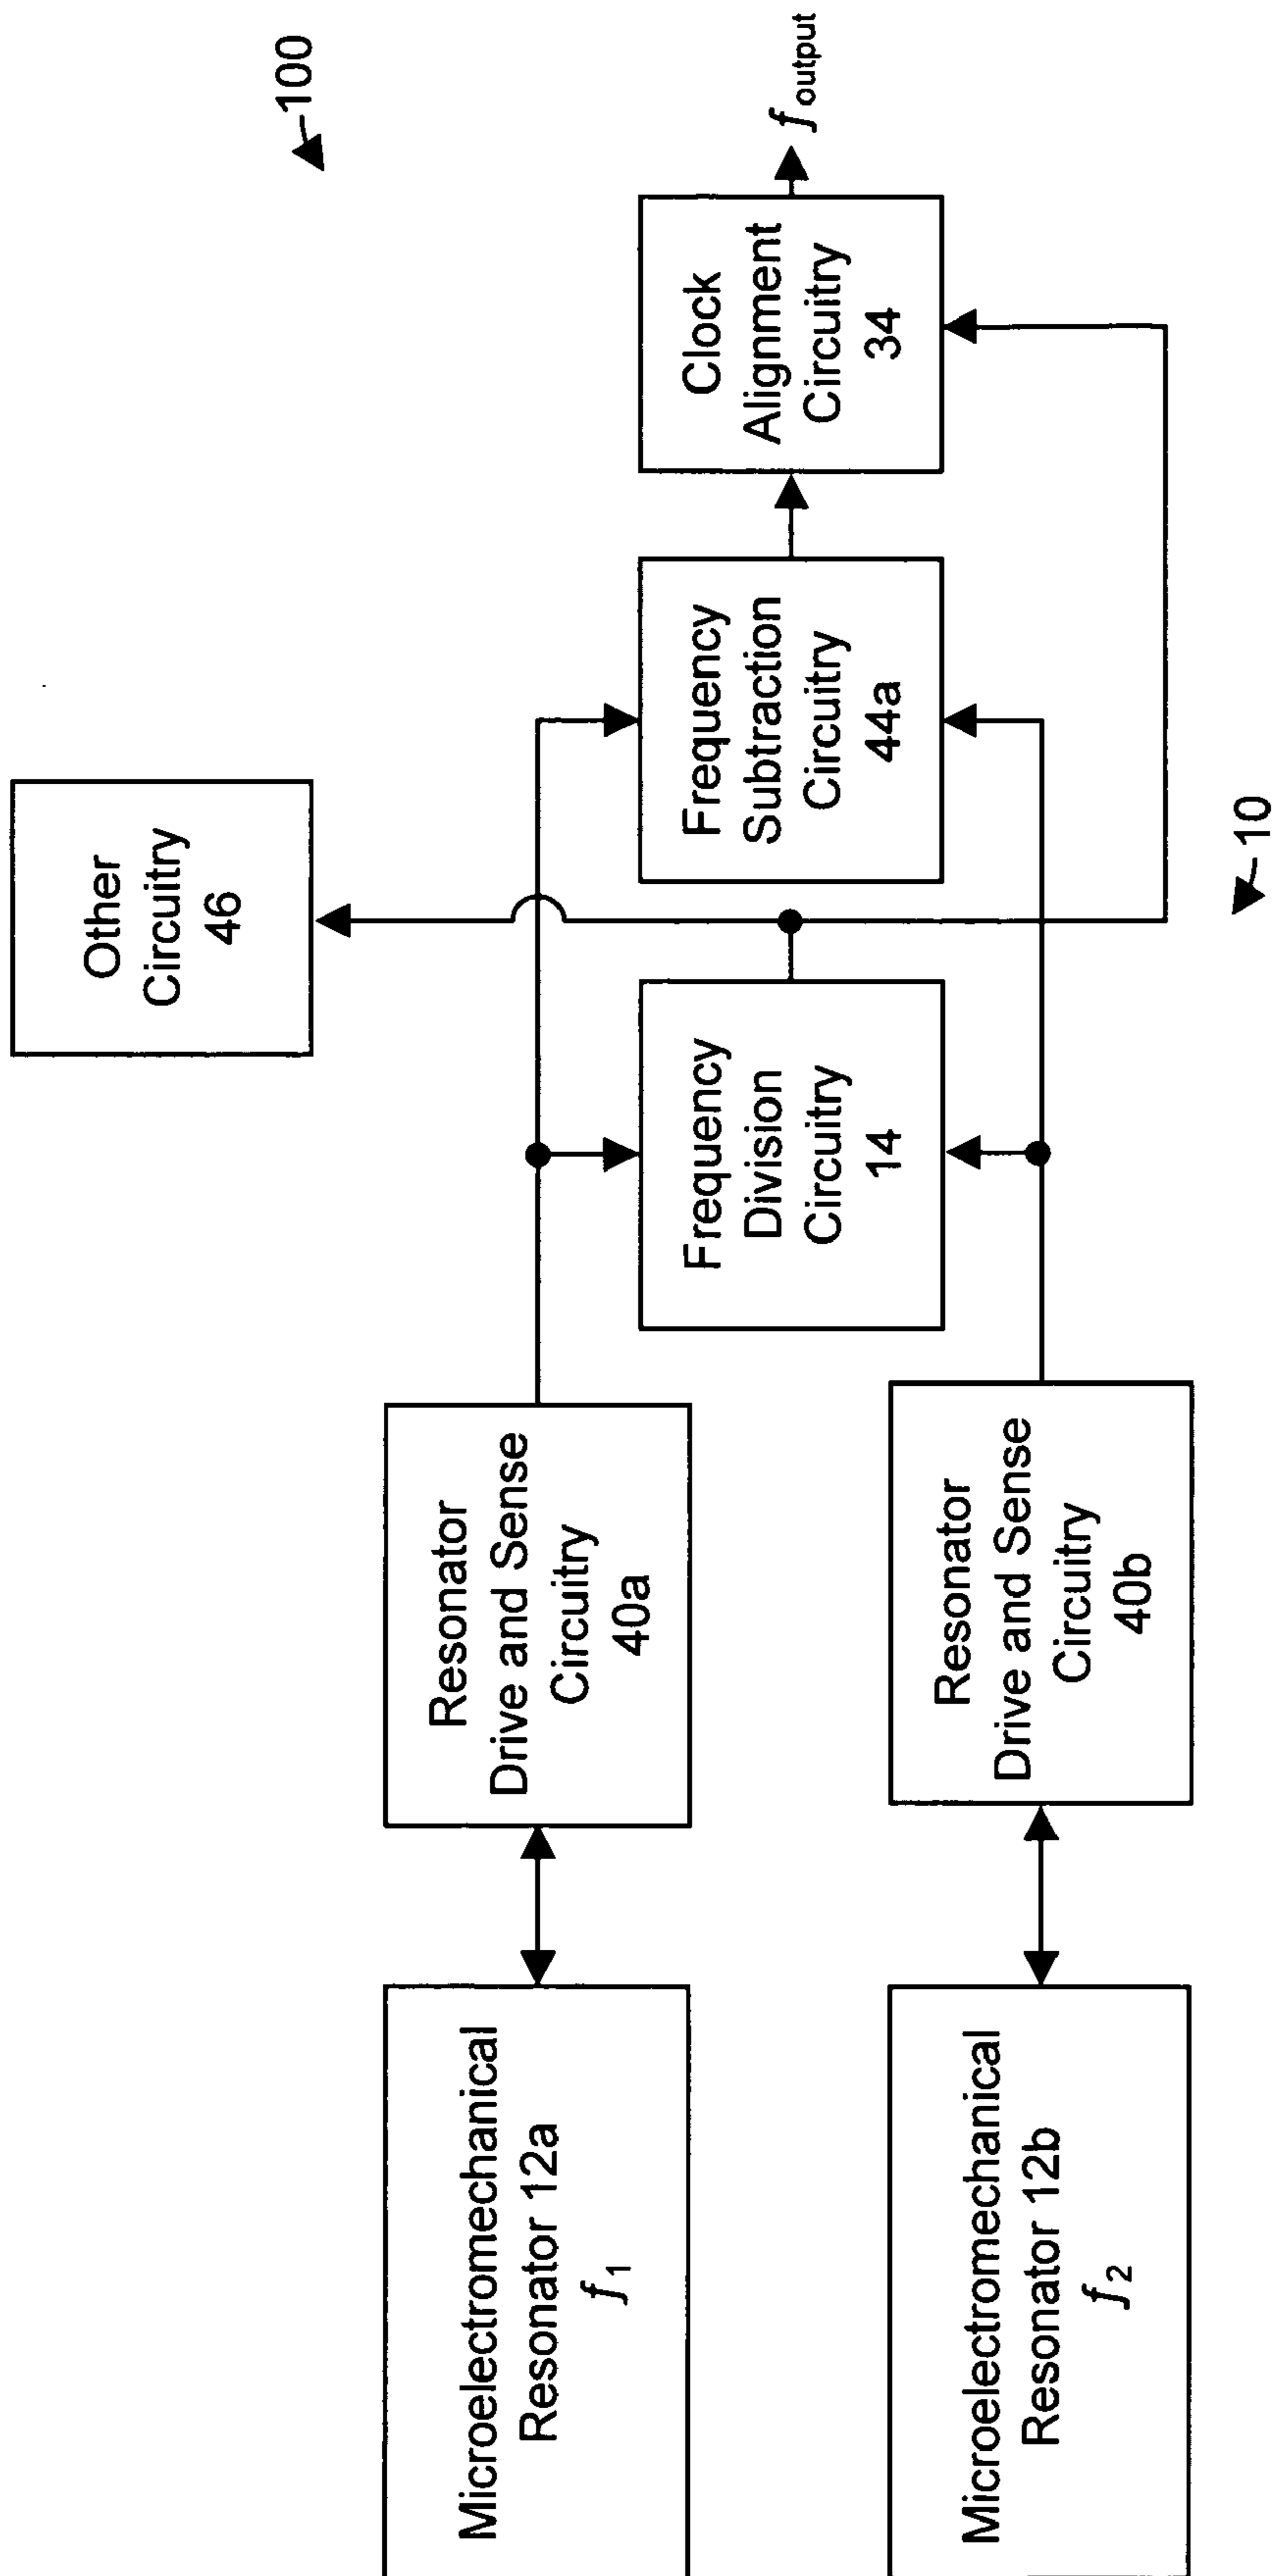 100
Other
Circuitry
46
Microelectromechanical
Resonator 12a
f1
Resonator
Drive and Sense
Circuitry
40a
Frequency
Division
Circuitry
14
Frequency
Subtraction
Circuitry
44a
Clock
Alignment
Circuitry
34
foutput
Microelectromechanical
Resonator 12b
f2
Resonator
Drive and Sense
Circuitry
40b
10